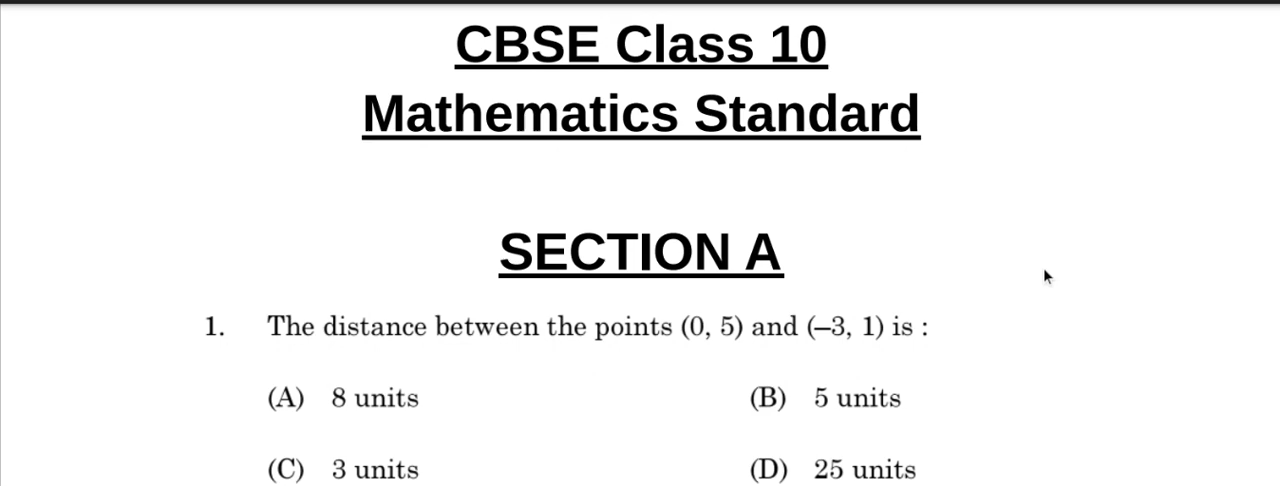 CBSE Class 10
Mathematics Standard
SECTION A
1. The distance between the points (0, 5) and (–3, 1) is :
(A) 8 units (B) 5 units
(C) 3 units (D) 25 units